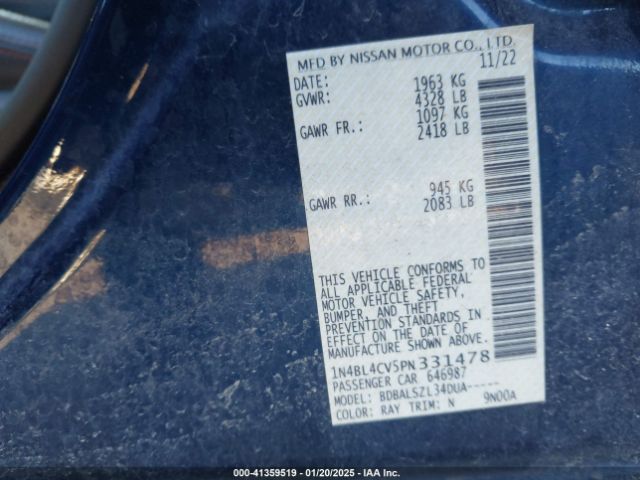 MFD BY NISSAN MOTOR CO., LTD.
DATE: 11/22
GVWR: 1963 KG
4328 LB
GAWR FR.: 1097 KG
2418 LB
GAWR RR.: 945 KG
2083 LB
THIS VEHICLE CONFORMS TO
ALL APPLICABLE FEDERAL
MOTOR VEHICLE SAFETY,
BUMPER, AND THEFT
PREVENTION STANDARDS IN
EFFECT ON THE DATE OF
MANUFACTURE SHOWN ABOVE.
1N4BL4CV5PN331478
PASSENGER CAR 646987
MODEL: BDBALSZL34DUA-----
COLOR: RAY TRIM: N 9N00A
000-41359519 - 01/20/2025 - IAA Inc.